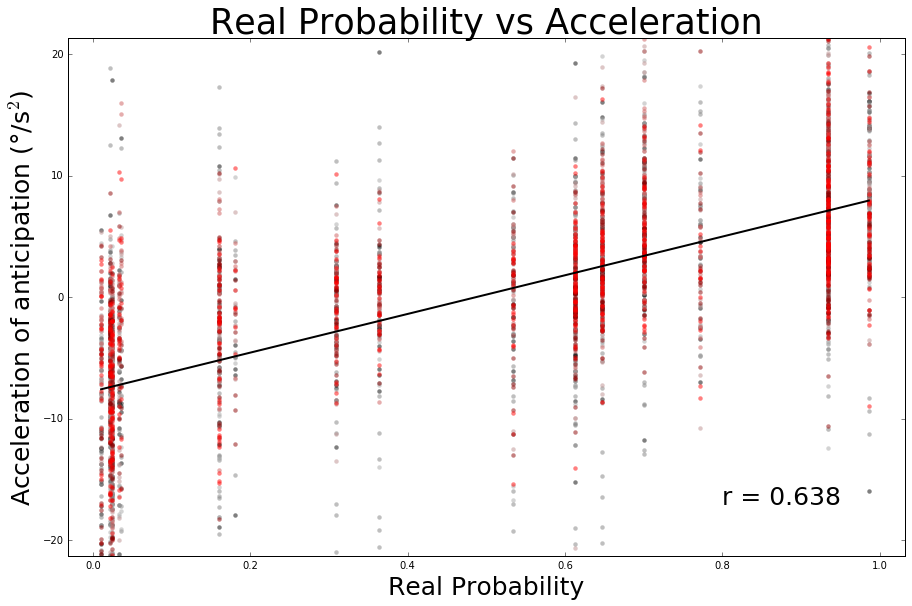 Real Probability vs Acceleration
Acceleration of anticipation (°/s²)
20
10
0
−10
−20
r = 0.638
0.0 0.2 0.4 0.6 0.8 1.0
Real Probability